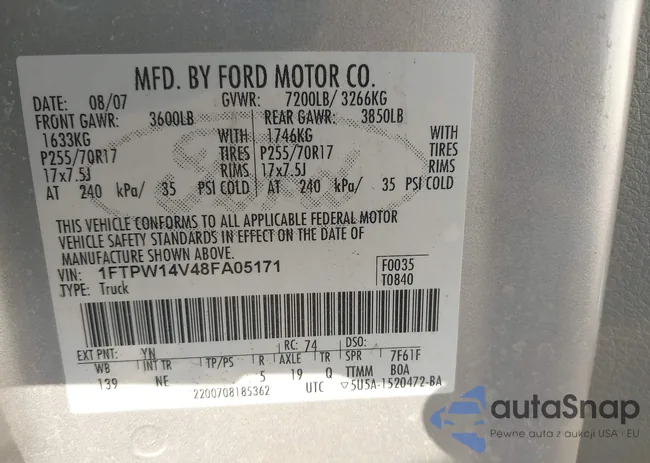 MFD. BY FORD MOTOR CO.
DATE: 08/07 GVWR: 7200LB/ 3266KG
FRONT GAWR: 3600LB REAR GAWR: 3850LB
1633KG WITH 1746KG WITH
P255/70R17 TIRES P255/70R17 TIRES
17x7.5J RIMS 17x7.5J RIMS
AT 240 kPa/ 35 PSI COLD AT 240 kPa/ 35 PSI COLD
Ford
THIS VEHICLE CONFORMS TO ALL APPLICABLE FEDERAL MOTOR
VEHICLE SAFETY STANDARDS IN EFFECT ON THE DATE OF
MANUFACTURE SHOWN ABOVE.
VIN: 1FTPW14V48FA05171 F0035
TYPE: Truck T0840
EXT PNT: YN RC: 74 DSO:
WB INT TR TP/PS R AXLE TR SPR 7F61F
139 NE 5 19 Q TTMM BOA
2200708185362 UTC ▽5U5A-1520472-BA
autaSnap
Pewne auta z aukcji USA i EU